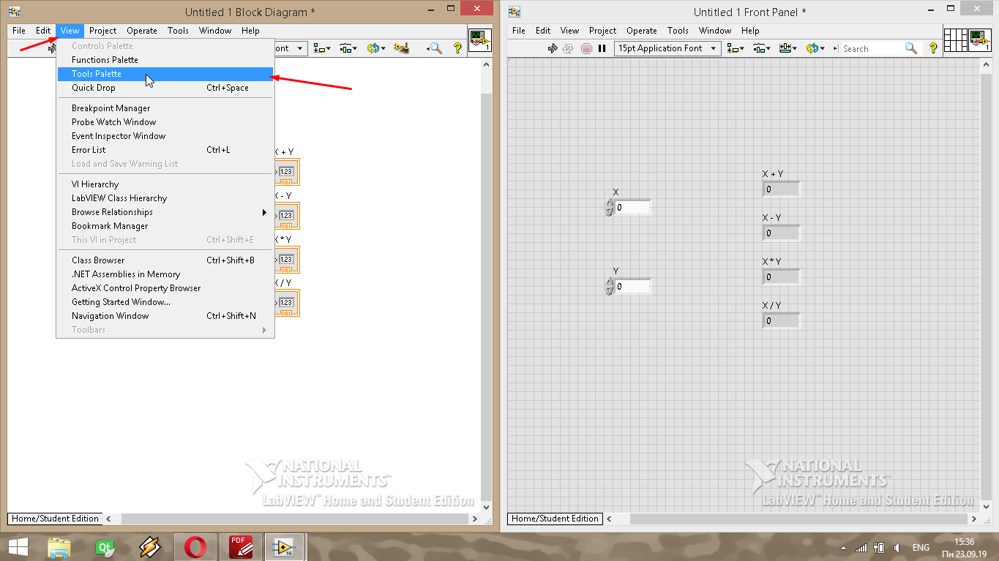 Untitled 1 Block Diagram *
File Edit View Project Operate Tools Window Help
ont
1
Controls Palette
Functions Palette
Tools Palette
Quick Drop Ctrl+Space
Breakpoint Manager
Probe Watch Window
Event Inspector Window
Error List Ctrl+L
Load and Save Warning List
VI Hierarchy
LabVIEW Class Hierarchy
Browse Relationships
Bookmark Manager
This VI in Project Ctrl+Shift+E
Class Browser Ctrl+Shift+B
.NET Assemblies in Memory
ActiveX Control Property Browser
Getting Started Window...
Navigation Window Ctrl+Shift+N
Toolbars
X + Y
1.23
DBL
X - Y
1.23
DBL
X * Y
1.23
DBL
X / Y
1.23
DBL
NATIONAL
INSTRUMENTS™
LabVIEW™ Home and Student Edition
Home/Student Edition
Untitled 1 Front Panel *
File Edit View Project Operate Tools Window Help
15pt Application Font
Search
1
X
0
Y
0
X + Y
0
X - Y
0
X * Y
0
X / Y
0
NATIONAL
INSTRUMENTS™
LabVIEW™ Home and Student Edition
Home/Student Edition
Qt
PDF
16
ENG
15:36
Пн 23.09.19